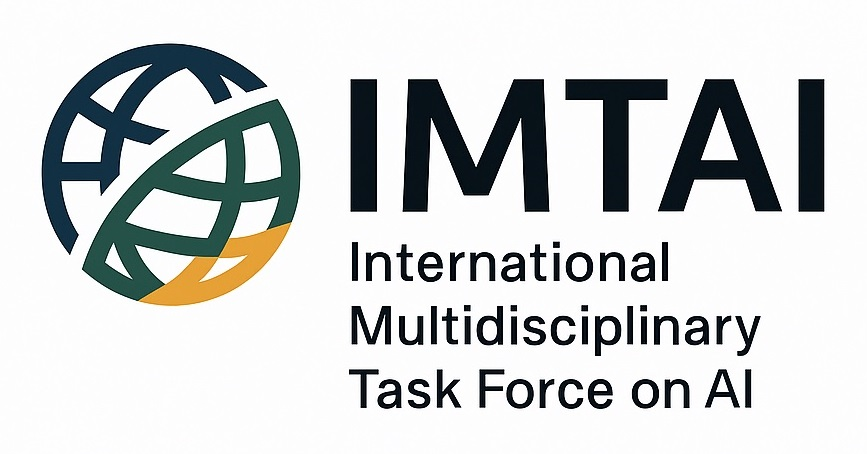 IMTAI
International
Multidisciplinary
Task Force on AI